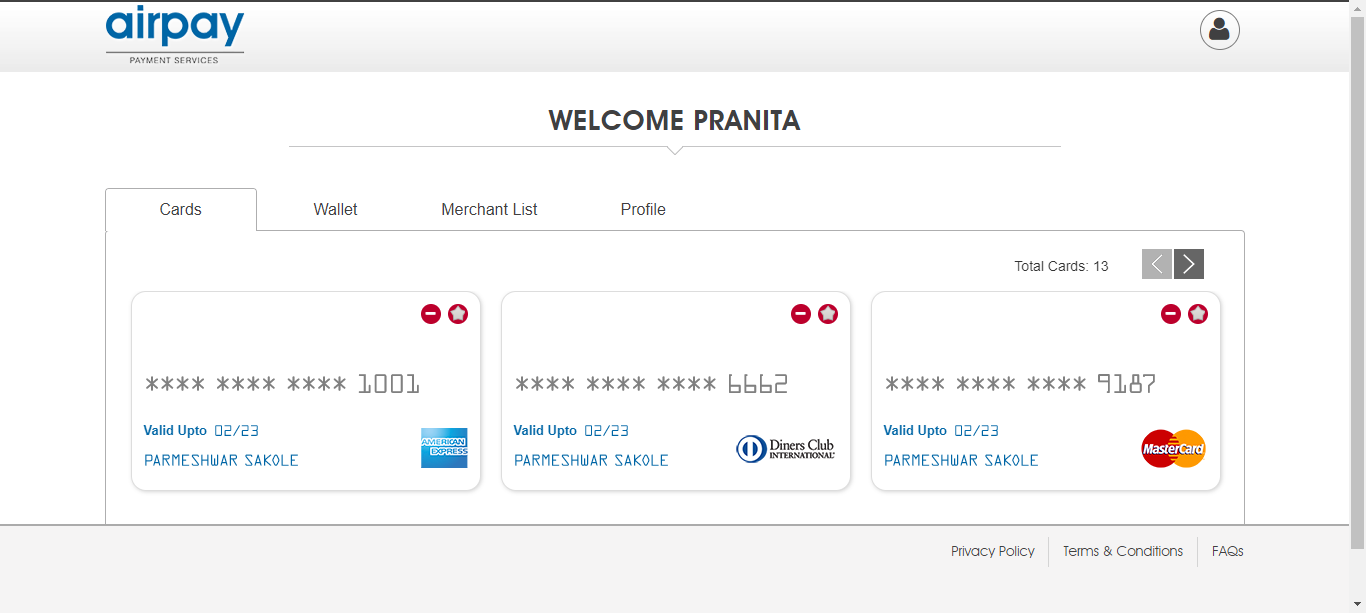 airpay
PAYMENT SERVICES
WELCOME PRANITA
Cards Wallet Merchant List Profile
Total Cards: 13
**** **** **** 1001
Valid Upto 02/23
PARMESHWAR SAKOLE
AMERICAN EXPRESS
**** **** **** 6662
Valid Upto 02/23
PARMESHWAR SAKOLE
Diners Club
INTERNATIONAL
**** **** **** 9187
Valid Upto 02/23
PARMESHWAR SAKOLE
MasterCard
Privacy Policy Terms & Conditions FAQs